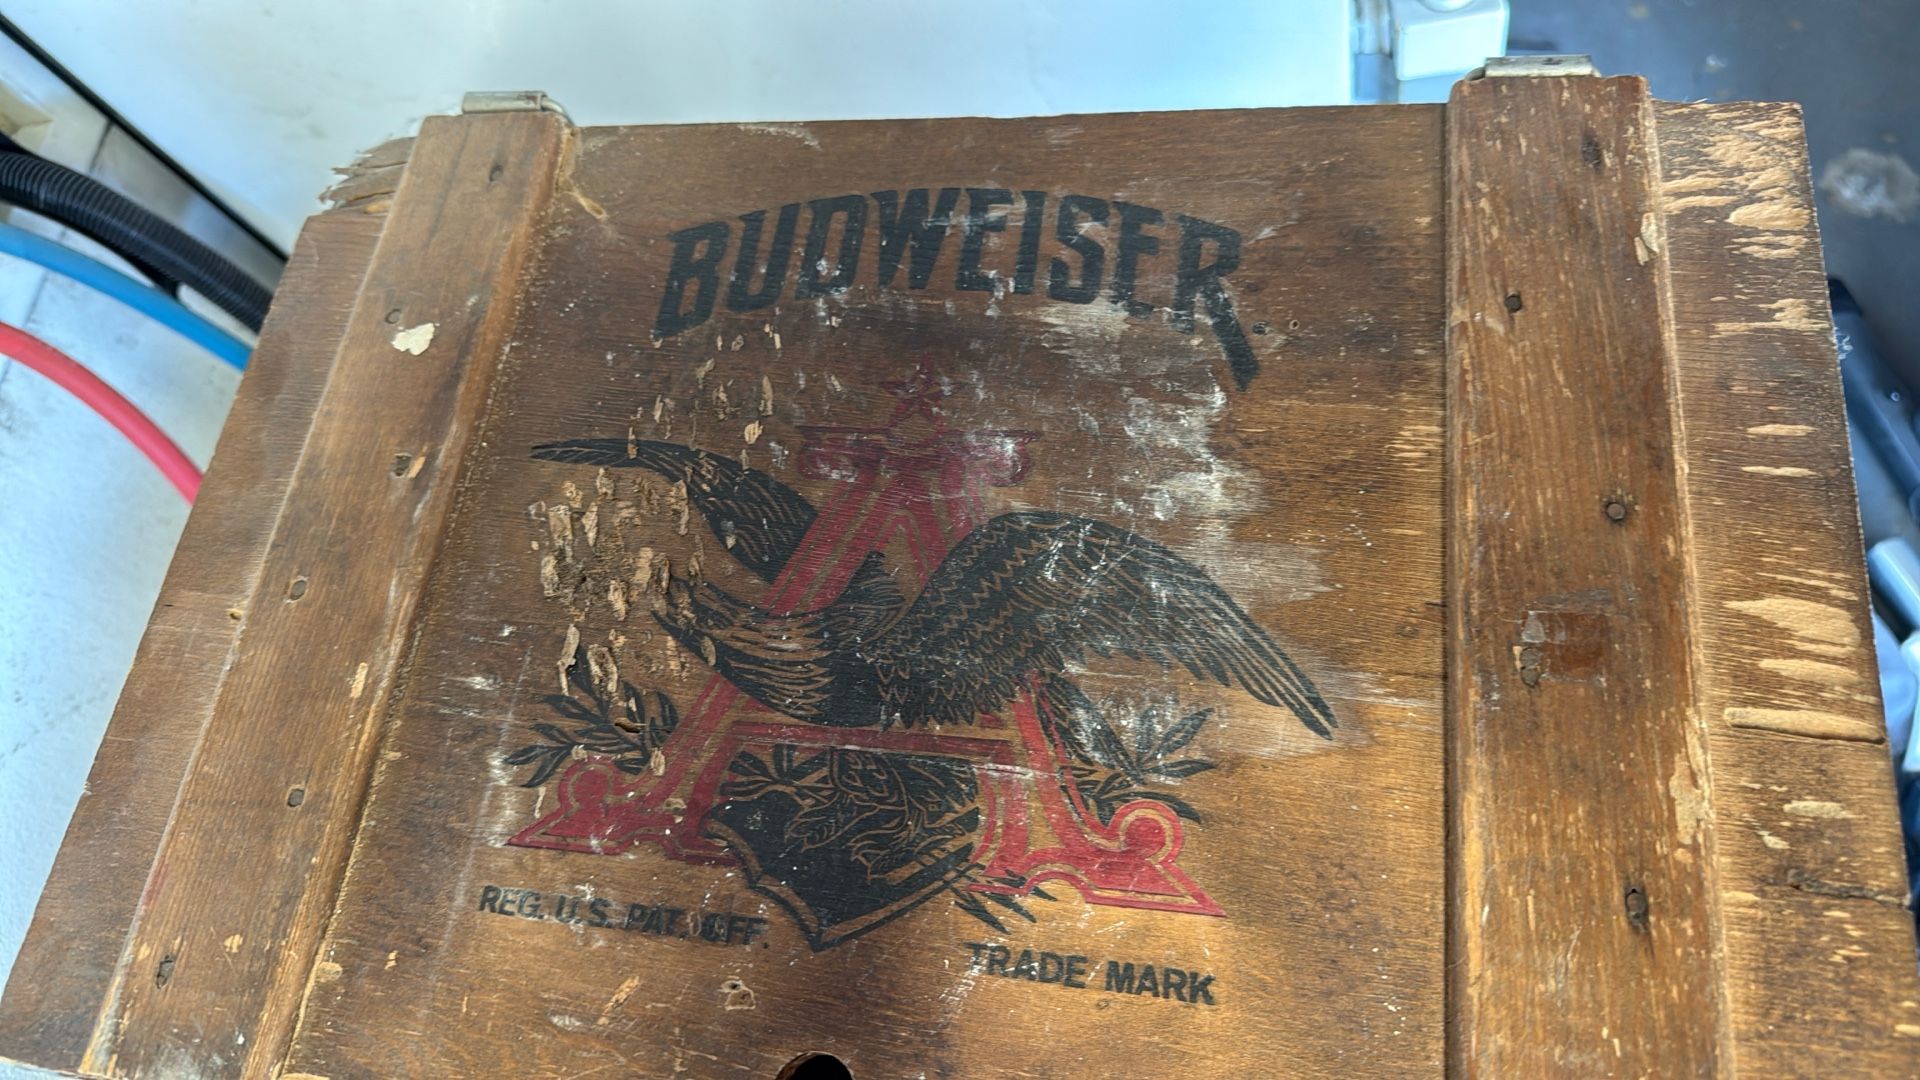 BUDWEISER
REG. U.S. PAT. OFF.
TRADE MARK